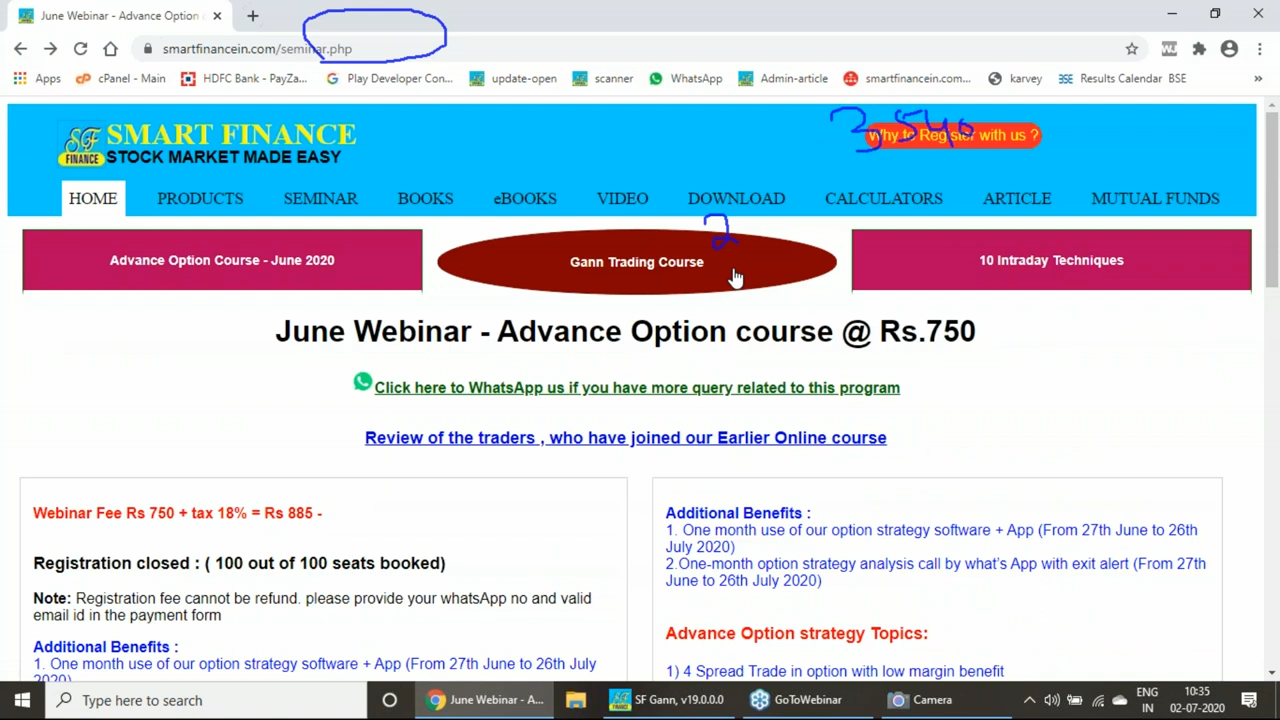 June Webinar - Advance Option
smartfinancein.com/seminar.php
Apps cPanel - Main HDFC Bank - PayZa... Play Developer Con... update-open scanner WhatsApp Admin-article smartfinancein.com... karvey Results Calendar BSE
SF FINANCE
SMART FINANCE
STOCK MARKET MADE EASY
Why to Register with us ?
3540
HOME PRODUCTS SEMINAR BOOKS eBOOKS VIDEO DOWNLOAD CALCULATORS ARTICLE MUTUAL FUNDS
2
Advance Option Course - June 2020 Gann Trading Course 10 Intraday Techniques
June Webinar - Advance Option course @ Rs.750
Click here to WhatsApp us if you have more query related to this program
Review of the traders , who have joined our Earlier Online course
Webinar Fee Rs 750 + tax 18% = Rs 885 -
Registration closed : ( 100 out of 100 seats booked)
Note: Registration fee cannot be refund. please provide your whatsApp no and valid
email id in the payment form
Additional Benefits :
1. One month use of our option strategy software + App (From 27th June to 26th July
2020)
Additional Benefits :
1. One month use of our option strategy software + App (From 27th June to 26th
July 2020)
2.One-month option strategy analysis call by what's App with exit alert (From 27th
June to 26th July 2020)
Advance Option strategy Topics:
1) 4 Spread Trade in option with low margin benefit
Type here to search
June Webinar - A...
SF Gann, v19.0.0.0
GoToWebinar
Camera
ENG
IN
10:35
02-07-2020